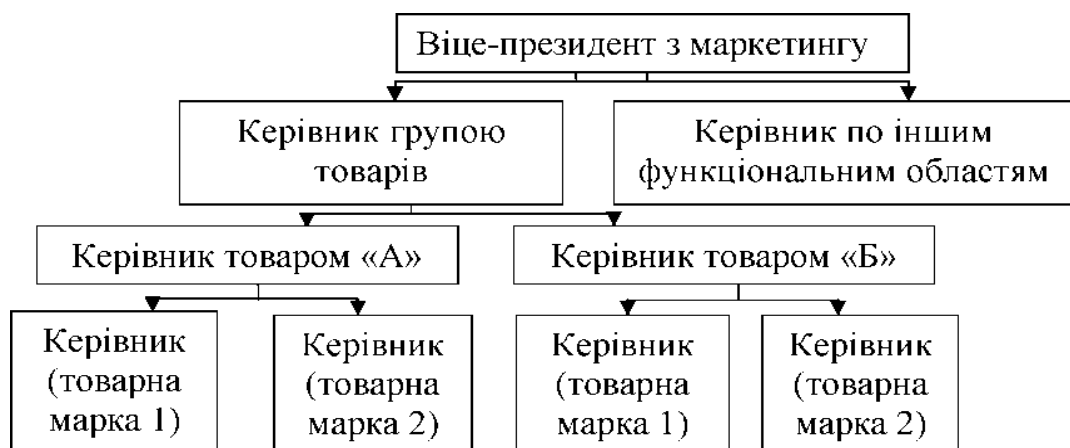 Віце-президент з маркетингу
Керівник групою
товарів
Керівник по іншим
функціональним областям
Керівник товаром «А»
Керівник товаром «Б»
Керівник
(товарна
марка 1)
Керівник
(товарна
марка 2)
Керівник
(товарна
марка 1)
Керівник
(товарна
марка 2)